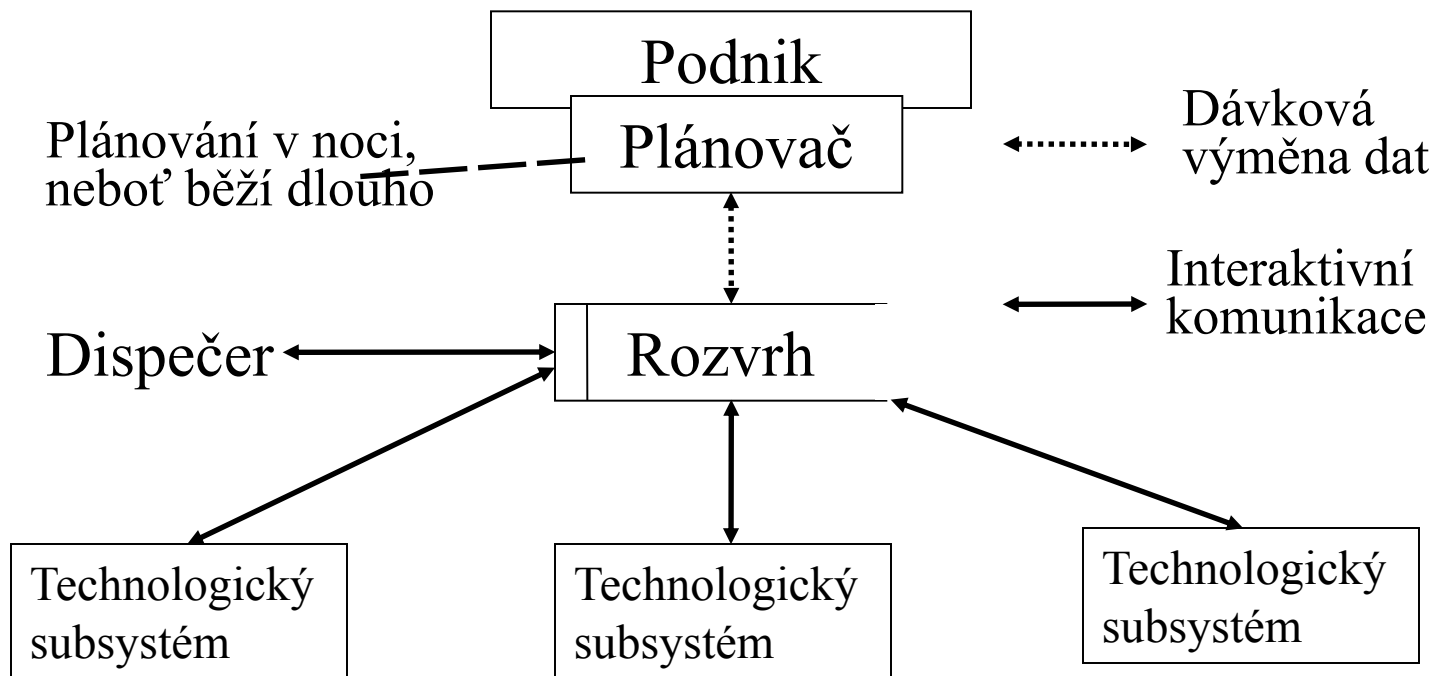 Podnik
Plánovač
Plánování v noci,
neboť běží dlouho
Dávková
výměna dat
Interaktivní
komunikace
Dispečer
Rozvrh
Technologický
subsystém
Technologický
subsystém
Technologický
subsystém